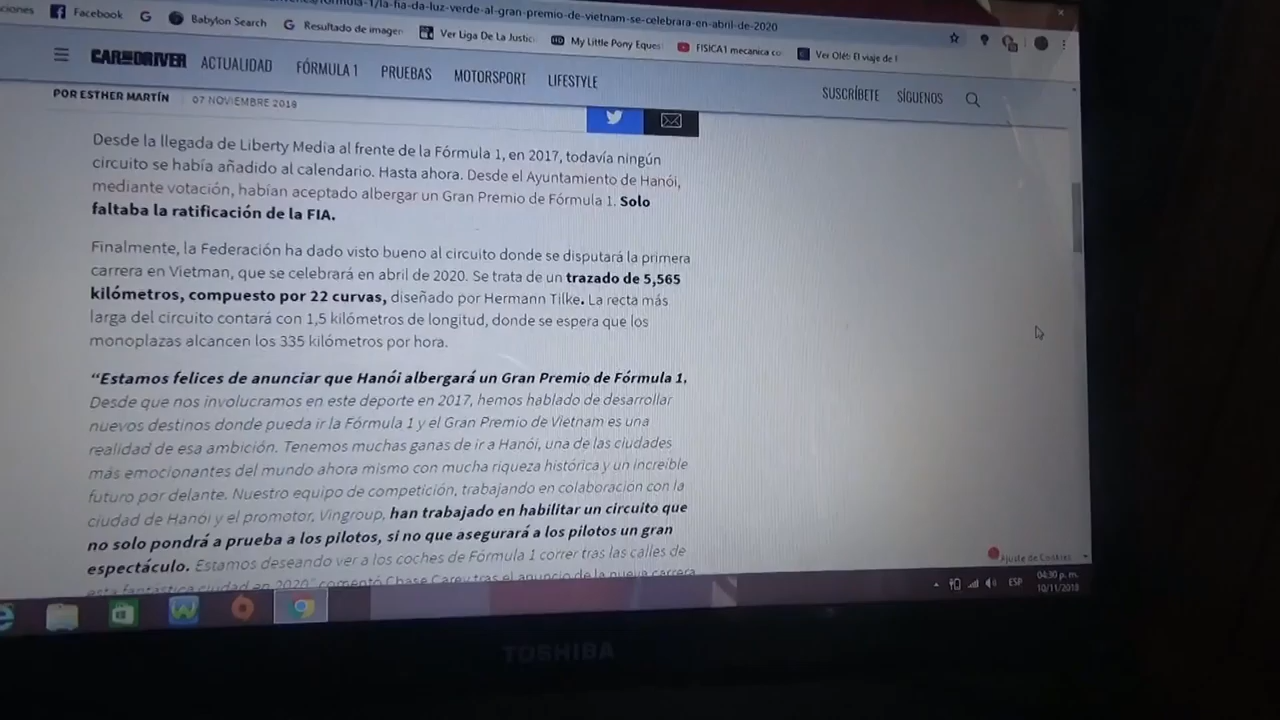 ciones Facebook G Babylon Search G Resultado de imagen Ver Liga De La Justic My Little Pony Eques FISICA1 mecanica co Ver Olé!: El viaje de F
la-fia-da-luz-verde-al-gran-premio-de-vietnam-se-celebrara-en-abril-de-2020
CAR AND DRIVER ACTUALIDAD FÓRMULA 1 PRUEBAS MOTORSPORT LIFESTYLE SUSCRÍBETE SÍGUENOS
POR ESTHER MARTÍN 07 NOVIEMBRE 2018
Desde la llegada de Liberty Media al frente de la Fórmula 1, en 2017, todavía ningún
circuito se había añadido al calendario. Hasta ahora. Desde el Ayuntamiento de Hanói,
mediante votación, habían aceptado albergar un Gran Premio de Fórmula 1. Solo
faltaba la ratificación de la FIA.
Finalmente, la Federación ha dado visto bueno al circuito donde se disputará la primera
carrera en Vietman, que se celebrará en abril de 2020. Se trata de un trazado de 5,565
kilómetros, compuesto por 22 curvas, diseñado por Hermann Tilke. La recta más
larga del circuito contará con 1,5 kilómetros de longitud, donde se espera que los
monoplazas alcancen los 335 kilómetros por hora.
“Estamos felices de anunciar que Hanói albergará un Gran Premio de Fórmula 1.
Desde que nos involucramos en este deporte en 2017, hemos hablado de desarrollar
nuevos destinos donde pueda ir la Fórmula 1 y el Gran Premio de Vietnam es una
realidad de esa ambición. Tenemos muchas ganas de ir a Hanói, una de las ciudades
más emocionantes del mundo ahora mismo con mucha riqueza histórica y un increíble
futuro por delante. Nuestro equipo de competición, trabajando en colaboración con la
ciudad de Hanói y el promotor, Vingroup, han trabajado en habilitar un circuito que
no solo pondrá a prueba a los pilotos, si no que asegurará a los pilotos un gran
espectáculo. Estamos deseando ver a los coches de Fórmula 1 correr tras las calles de
esta fantástica ciudad en 2020", comentó Chase Carey tras el anuncio de la nueva carrera
Ajuste de Cookies
ESP 04:30 p. m.
10/11/2018
TOSHIBA